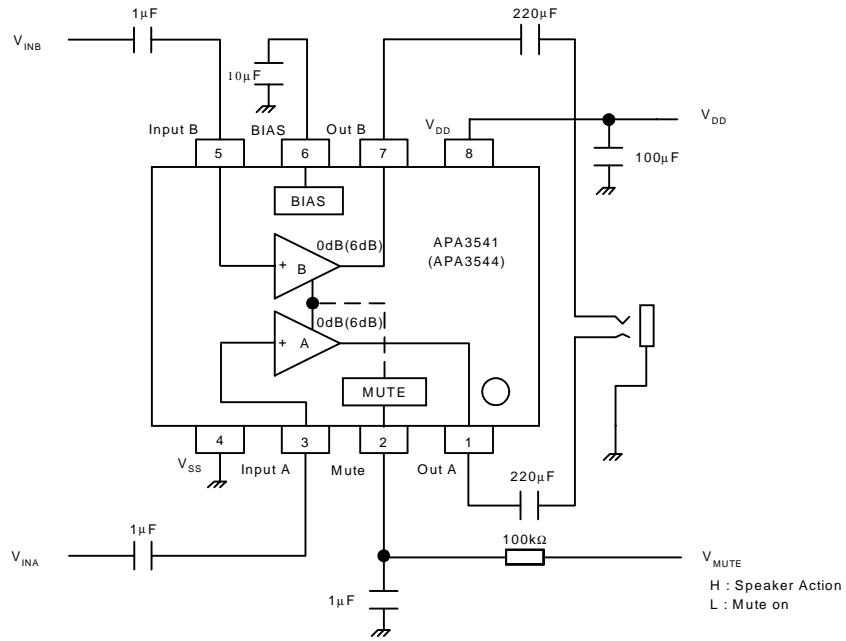 1μF
220μF
V_INB
10μF
Input B
BIAS
Out B
V_DD
V_DD
5
6
7
8
100μF
BIAS
0dB(6dB)
APA3541
(APA3544)
+ B
0dB(6dB)
+ A
MUTE
4
3
2
1
V_SS
Input A
Mute
Out A
220μF
1μF
100kΩ
V_INA
V_MUTE
1μF
H : Speaker Action
L : Mute on